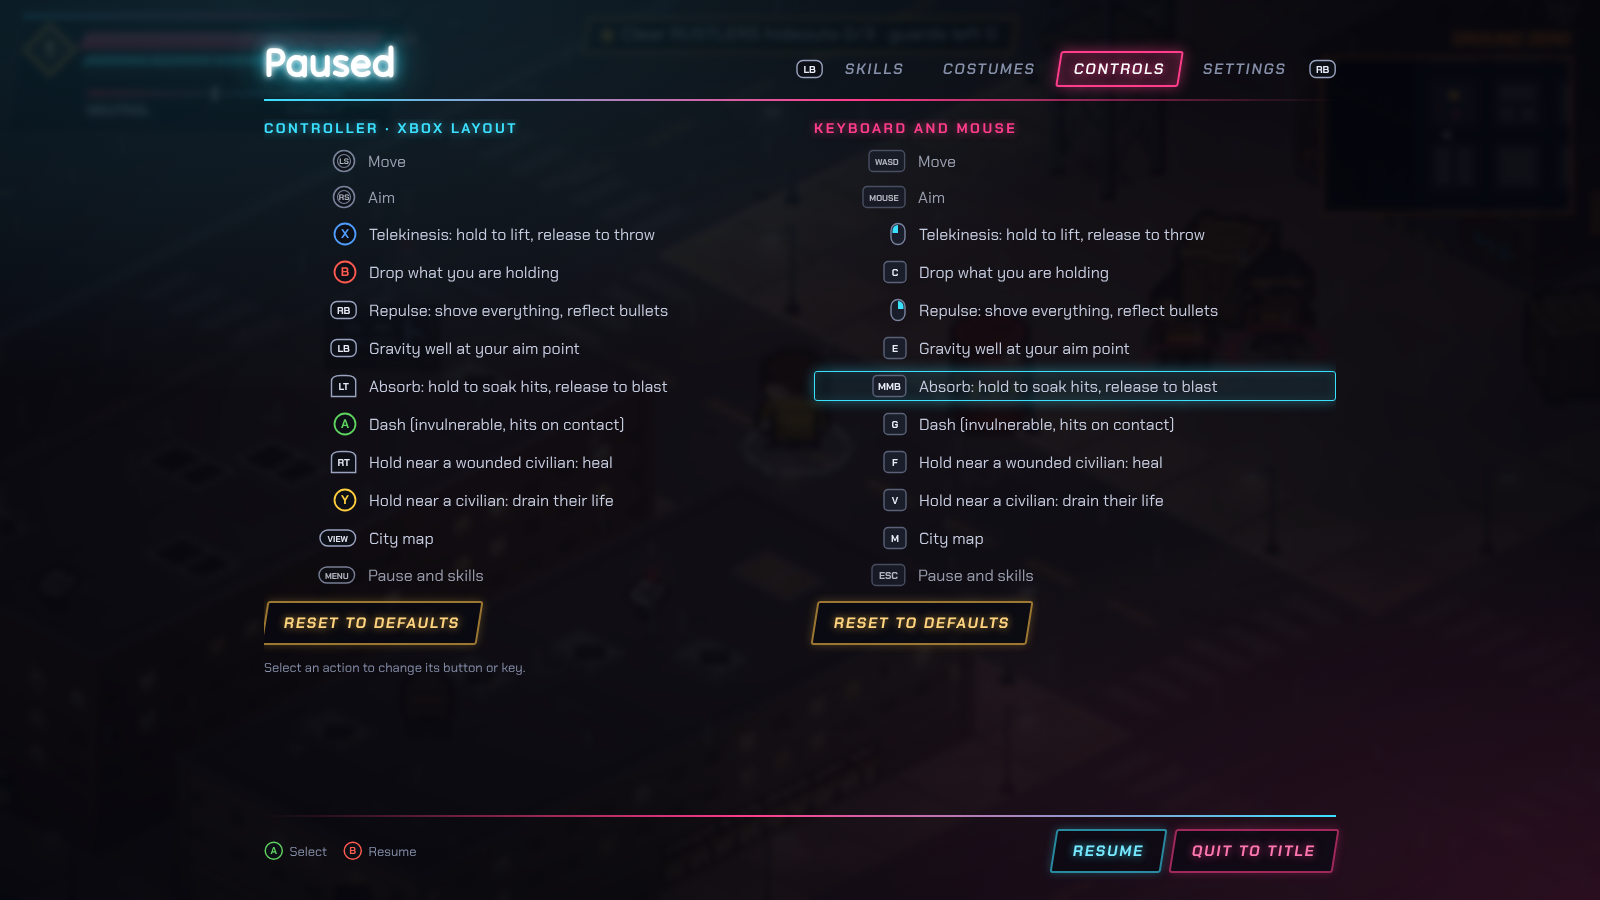 Paused
LB SKILLS COSTUMES CONTROLS SETTINGS RB
CONTROLLER · XBOX LAYOUT
LS Move
RS Aim
X Telekinesis: hold to lift, release to throw
B Drop what you are holding
RB Repulse: shove everything, reflect bullets
LB Gravity well at your aim point
LT Absorb: hold to soak hits, release to blast
A Dash (invulnerable, hits on contact)
RT Hold near a wounded civilian: heal
Y Hold near a civilian: drain their life
VIEW City map
MENU Pause and skills
RESET TO DEFAULTS
Select an action to change its button or key.
KEYBOARD AND MOUSE
WASD Move
MOUSE Aim
Telekinesis: hold to lift, release to throw
C Drop what you are holding
Repulse: shove everything, reflect bullets
E Gravity well at your aim point
MMB Absorb: hold to soak hits, release to blast
G Dash (invulnerable, hits on contact)
F Hold near a wounded civilian: heal
V Hold near a civilian: drain their life
M City map
ESC Pause and skills
RESET TO DEFAULTS
A Select B Resume
RESUME QUIT TO TITLE